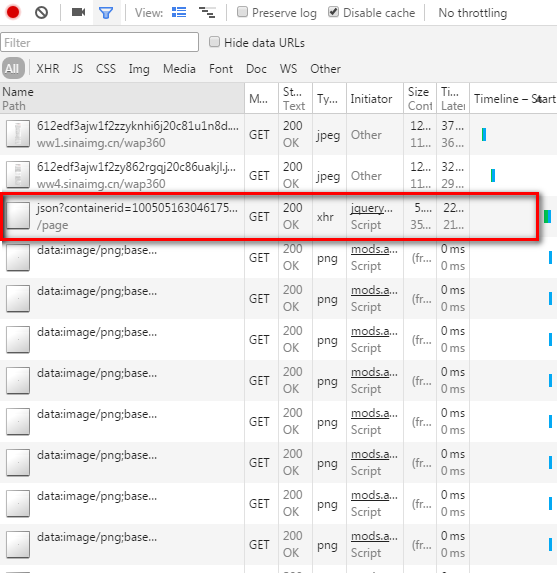 View: Preserve log Disable cache No throttling
Filter Hide data URLs
All XHR JS CSS Img Media Font Doc WS Other
Name M... St... Ty... Initiator Size Ti... Timeline – Start
Path Text Cont Later
612edf3ajw1f2zzyknhi6j20c81u1n8d.... GET 200 jpeg Other 12... 37...
ww1.sinaimg.cn/wap360 OK 11... 36...
612edf3ajw1f2zy862rgqj20c86uakjl.j... GET 200 jpeg Other 12... 32...
ww4.sinaimg.cn/wap360 OK 11... 29...
json?containerid=100505163046175... GET 200 xhr jquery... 5.... 22...
/page OK Script 35... 21...
data:image/png;base... GET 200 png mods.a... (fr... 0 ms
OK Script 0 ms
data:image/png;base... GET 200 png mods.a... (fr... 0 ms
OK Script 0 ms
data:image/png;base... GET 200 png mods.a... (fr... 0 ms
OK Script 0 ms
data:image/png;base... GET 200 png mods.a... (fr... 0 ms
OK Script 0 ms
data:image/png;base... GET 200 png mods.a... (fr... 0 ms
OK Script 0 ms
data:image/png;base... GET 200 png mods.a... (fr... 0 ms
OK Script 0 ms
data:image/png;base... GET 200 png mods.a... (fr... 0 ms
OK Script 0 ms
data:image/png;base... GET 200 png mods.a... (fr... 0 ms
OK Script 0 ms